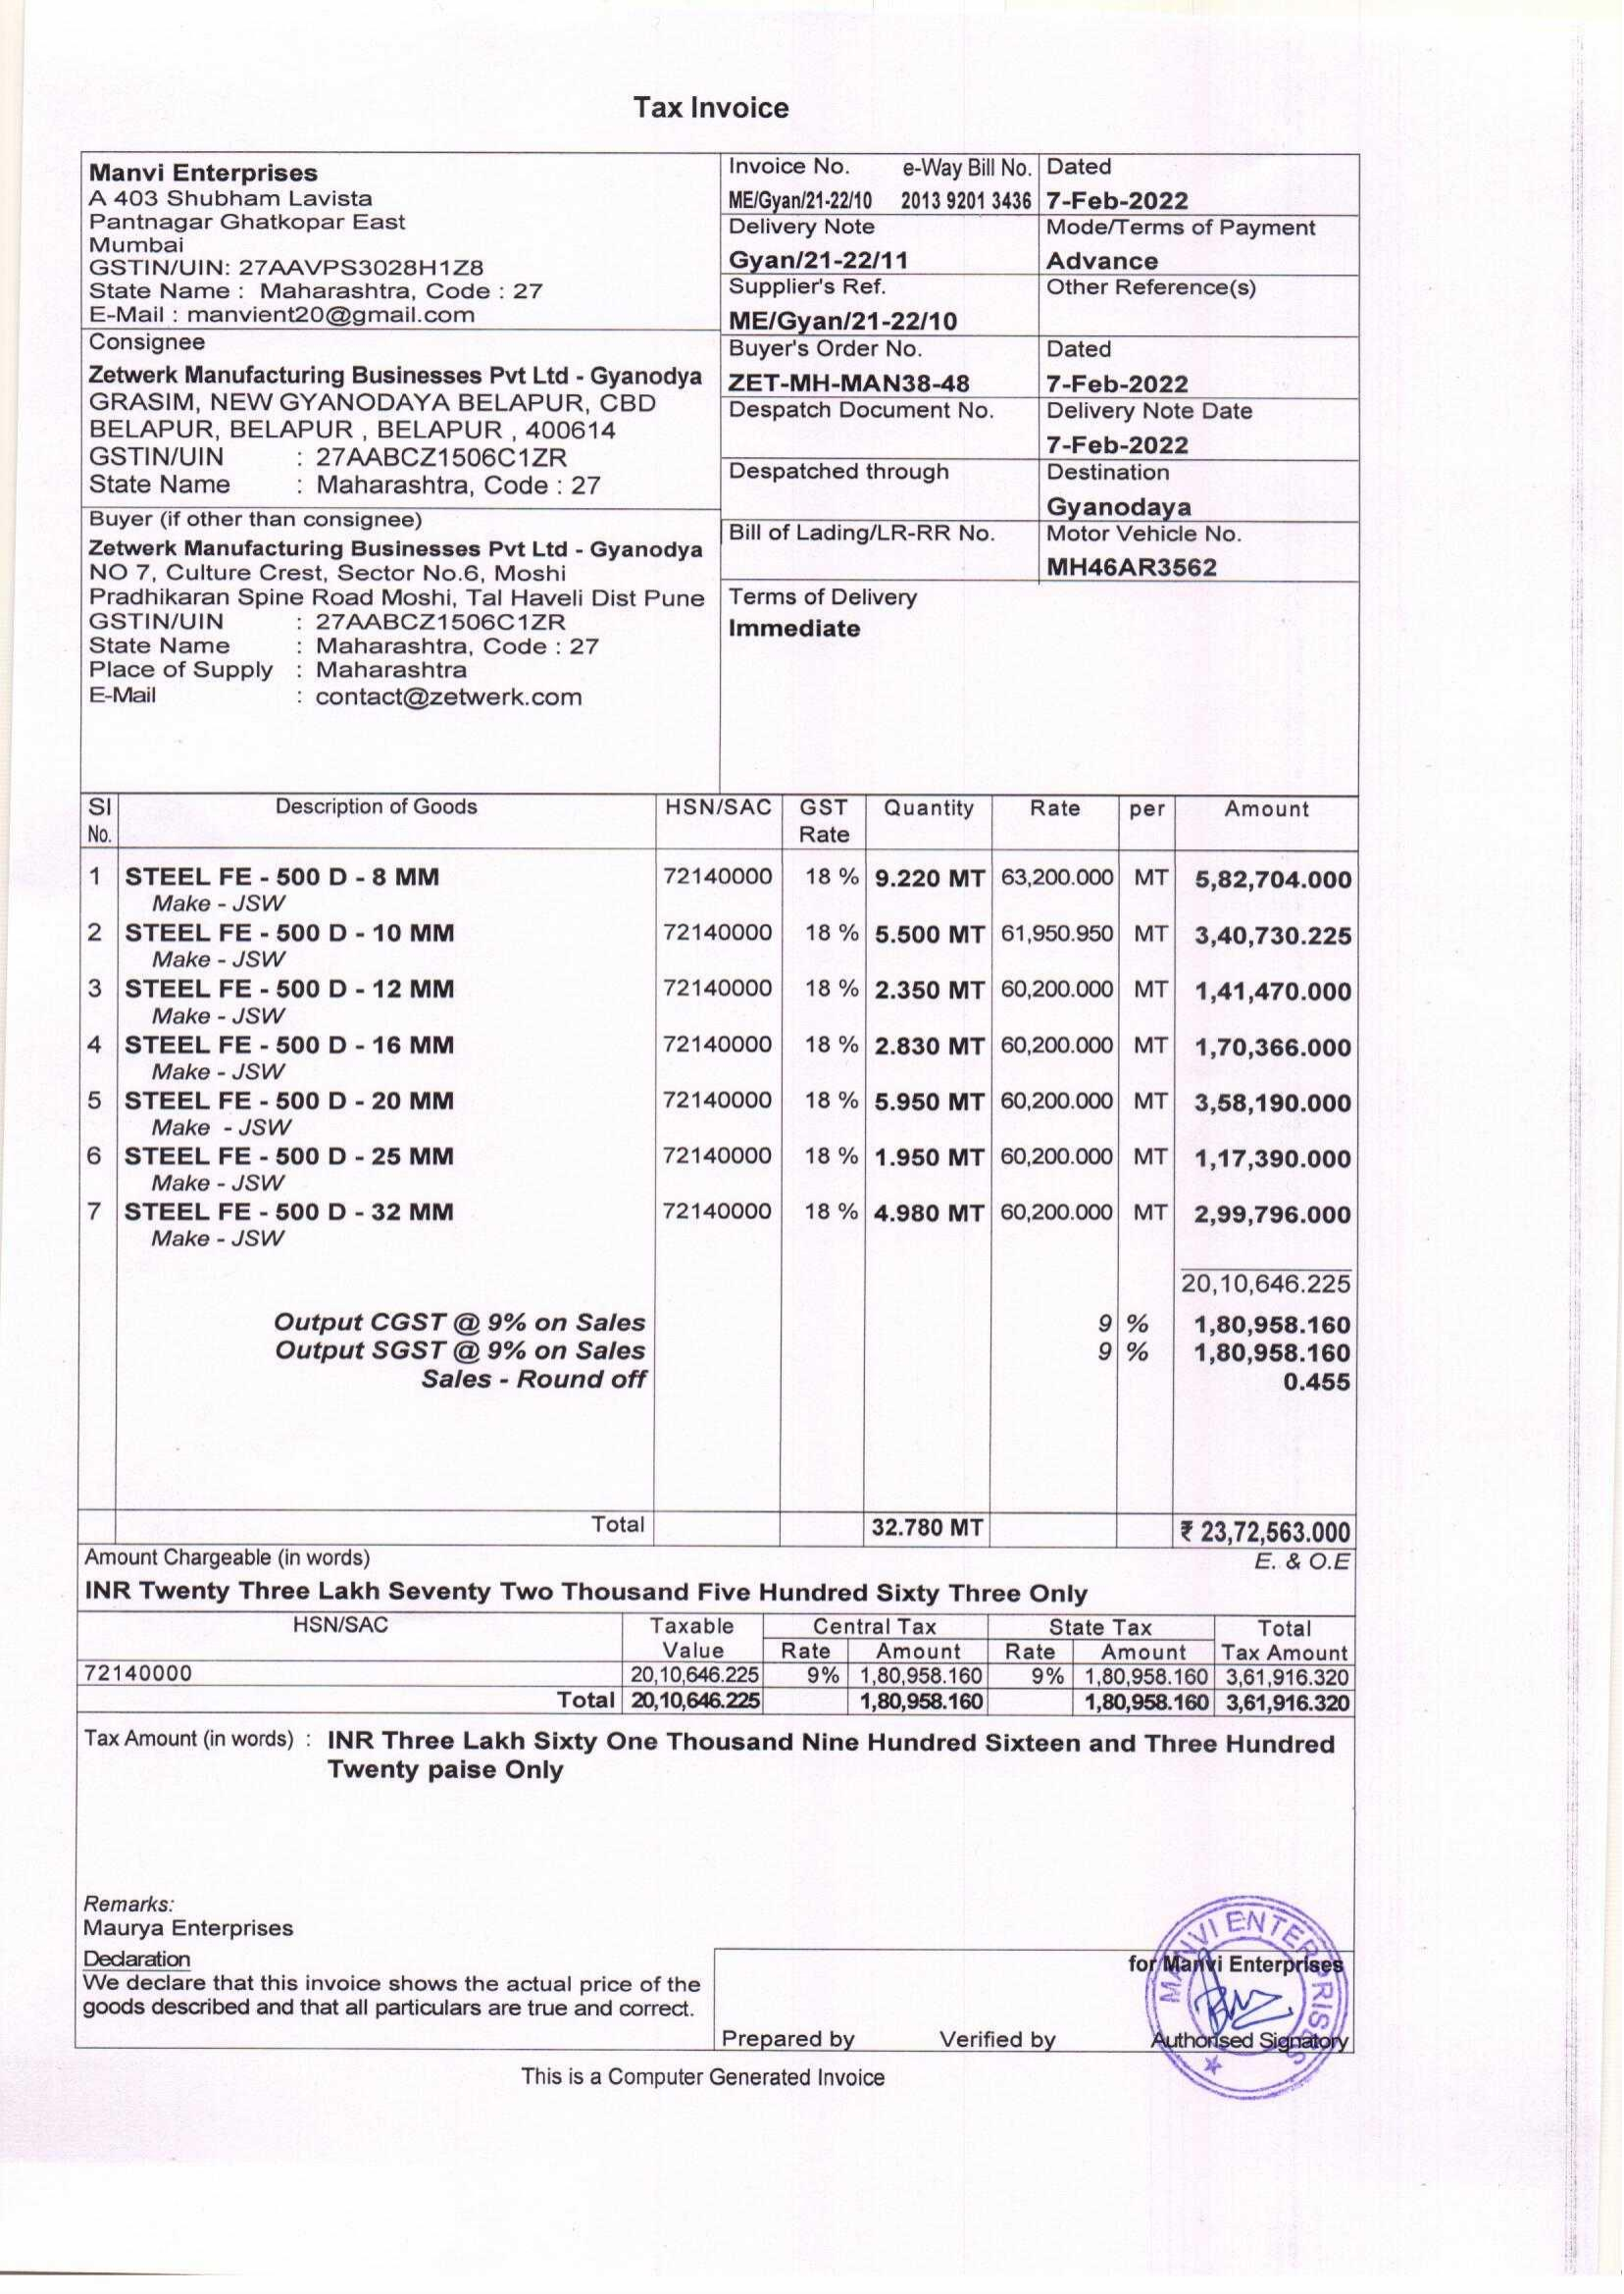 Tax Invoice
Manvi Enterprises
A 403 Shubham Lavista
Pantnagar Ghatkopar East
Mumbai
GSTIN/UIN: 27AAVPS3028H1Z8
State Name : Maharashtra, Code : 27
E-Mail : manvient20@gmail.com
Invoice No. e-Way Bill No. Dated
ME/Gyan/21-22/10 2013 9201 3436 7-Feb-2022
Delivery Note Mode/Terms of Payment
Gyan/21-22/11 Advance
Supplier's Ref. Other Reference(s)
ME/Gyan/21-22/10
Buyer's Order No. Dated
ZET-MH-MAN38-48 7-Feb-2022
Despatch Document No. Delivery Note Date
7-Feb-2022
Despatched through Destination
Gyanodaya
Bill of Lading/LR-RR No. Motor Vehicle No.
MH46AR3562
Terms of Delivery
Immediate
Consignee
Zetwerk Manufacturing Businesses Pvt Ltd - Gyanodya
GRASIM, NEW GYANODAYA BELAPUR, CBD
BELAPUR, BELAPUR , BELAPUR , 400614
GSTIN/UIN : 27AABCZ1506C1ZR
State Name : Maharashtra, Code : 27
Buyer (if other than consignee)
Zetwerk Manufacturing Businesses Pvt Ltd - Gyanodya
NO 7, Culture Crest, Sector No.6, Moshi
Pradhikaran Spine Road Moshi, Tal Haveli Dist Pune
GSTIN/UIN : 27AABCZ1506C1ZR
State Name : Maharashtra, Code : 27
Place of Supply : Maharashtra
E-Mail : contact@zetwerk.com
SI No. Description of Goods HSN/SAC GST Rate Quantity Rate per Amount
1 STEEL FE - 500 D - 8 MM 72140000 18 % 9.220 MT 63,200.000 MT 5,82,704.000
Make - JSW
2 STEEL FE - 500 D - 10 MM 72140000 18 % 5.500 MT 61,950.950 MT 3,40,730.225
Make - JSW
3 STEEL FE - 500 D - 12 MM 72140000 18 % 2.350 MT 60,200.000 MT 1,41,470.000
Make - JSW
4 STEEL FE - 500 D - 16 MM 72140000 18 % 2.830 MT 60,200.000 MT 1,70,366.000
Make - JSW
5 STEEL FE - 500 D - 20 MM 72140000 18 % 5.950 MT 60,200.000 MT 3,58,190.000
Make - JSW
6 STEEL FE - 500 D - 25 MM 72140000 18 % 1.950 MT 60,200.000 MT 1,17,390.000
Make - JSW
7 STEEL FE - 500 D - 32 MM 72140000 18 % 4.980 MT 60,200.000 MT 2,99,796.000
Make - JSW
20,10,646.225
Output CGST @ 9% on Sales 9 % 1,80,958.160
Output SGST @ 9% on Sales 9 % 1,80,958.160
Sales - Round off 0.455
Total 32.780 MT ₹ 23,72,563.000
Amount Chargeable (in words) E. & O.E
INR Twenty Three Lakh Seventy Two Thousand Five Hundred Sixty Three Only
HSN/SAC Taxable Value Central Tax State Tax Total Tax Amount
Rate Amount Rate Amount
72140000 20,10,646.225 9% 1,80,958.160 9% 1,80,958.160 3,61,916.320
Total 20,10,646.225 1,80,958.160 1,80,958.160 3,61,916.320
Tax Amount (in words) : INR Three Lakh Sixty One Thousand Nine Hundred Sixteen and Three Hundred
Twenty paise Only
Remarks:
Maurya Enterprises
Declaration
We declare that this invoice shows the actual price of the
goods described and that all particulars are true and correct.
for Manvi Enterprises
MANVI ENTERPRISES
Prepared by Verified by Authorised Signatory
This is a Computer Generated Invoice